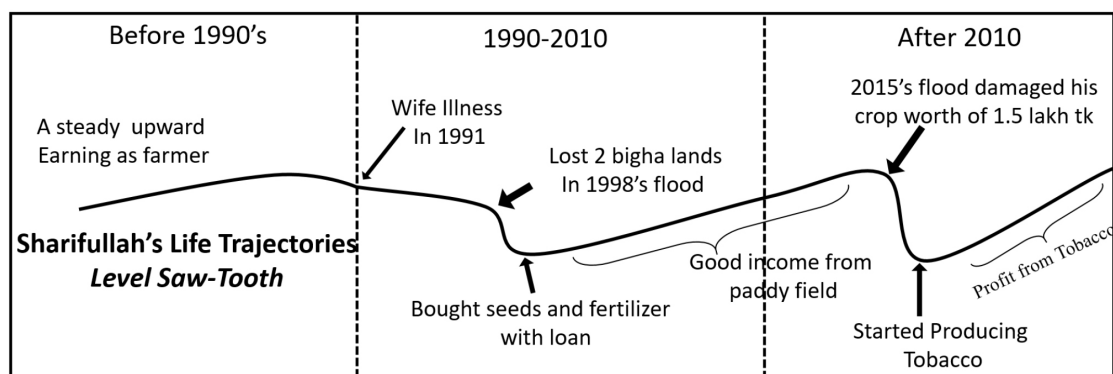 Before 1990's
1990-2010
After 2010
A steady upward
Earning as farmer
Wife Illness
In 1991
Lost 2 bigha lands
In 1998's flood
2015's flood damaged his
crop worth of 1.5 lakh tk
Sharifullah's Life Trajectories
Level Saw-Tooth
Bought seeds and fertilizer
with loan
Good income from
paddy field
Profit from Tobacco
Started Producing
Tobacco